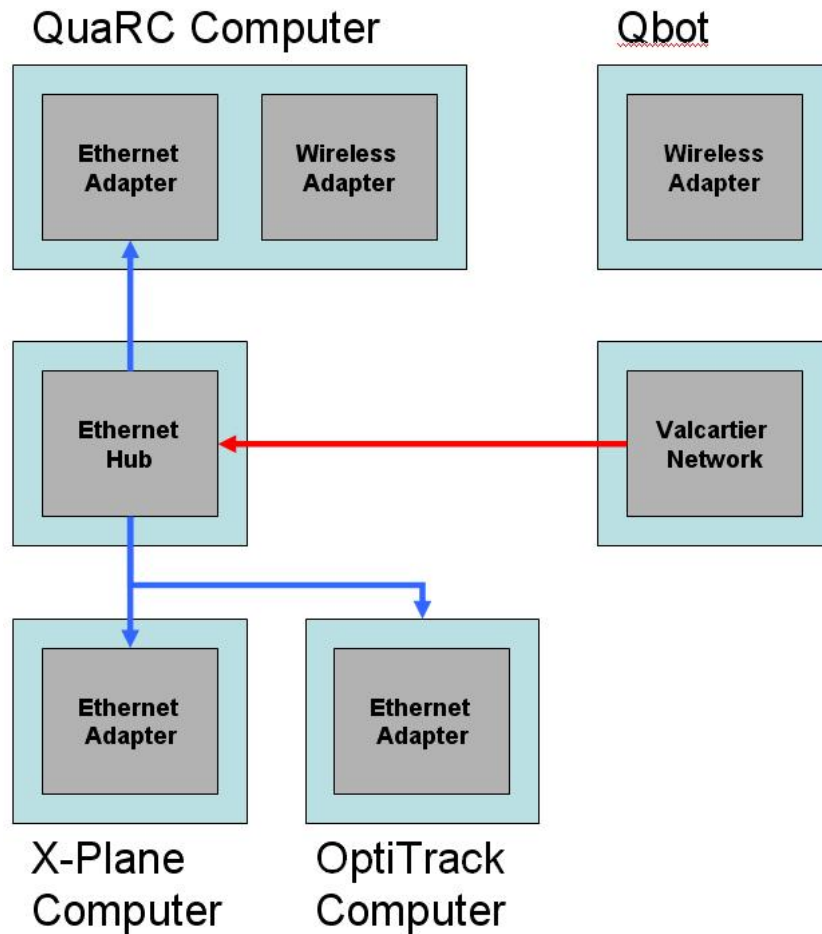 QuaRC Computer
Qbot
Ethernet
Adapter
Wireless
Adapter
Wireless
Adapter
Ethernet
Hub
Valcartier
Network
Ethernet
Adapter
Ethernet
Adapter
X-Plane
Computer
OptiTrack
Computer